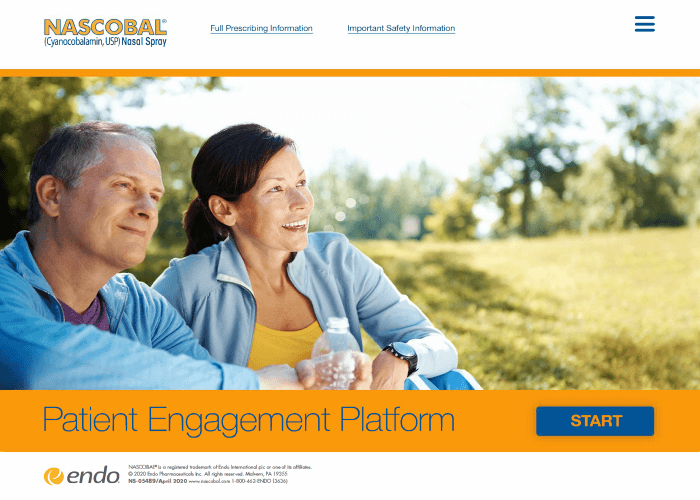 NASCOBAL®
(Cyanocobalamin, USP) Nasal Spray
Full Prescribing Information
Important Safety Information
Patient Engagement Platform
START
endo.
NASCOBAL® is a registered trademark of Endo International plc or one of its affiliates.
© 2020 Endo Pharmaceuticals Inc. All rights reserved. Malvern, PA 19355
NS-05489/April 2020 www.nascobal.com 1-800-462-ENDO (3636)